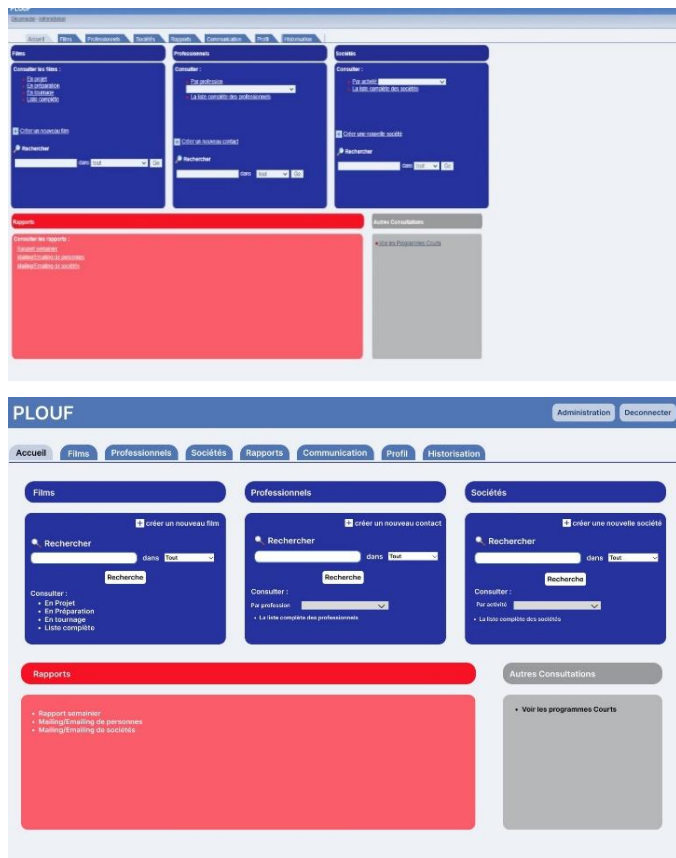 PLOUF
Déconnecter Administration
Accueil Films Professionnels Sociétés Rapports Communication Profil Historisation
Films Professionnels Sociétés
Consulter les films : Consulter : Consulter :
En projet Par profession Par activité
En préparation La liste complète des sociétés
En tournage La liste complète des professionnels
Liste complète
Créer un nouveau film Créer un nouveau contact Créer une nouvelle société
Rechercher Rechercher Rechercher
dans tout Go dans tout Go dans tout Go
Rapports Autres Consultations
Consulter les rapports : Voir les Programmes Courts
Rapport semainier
Mailing/Emailing de personnes
Mailing/Emailing de sociétés
PLOUF Administration Deconnecter
Accueil Films Professionnels Sociétés Rapports Communication Profil Historisation
Films Professionnels Sociétés
créer un nouveau film créer un nouveau contact créer une nouvelle société
Rechercher Rechercher Rechercher
dans Tout dans Tout dans Tout
Recherche Recherche Recherche
Consulter : Consulter : Consulter :
• En Projet Par profession Par activité
• En Préparation
• En tournage • La liste complète des professionnels • La liste complète des sociétés
• Liste complète
Rapports Autres Consultations
• Rapport semainier • Voir les programmes Courts
• Mailing/Emailing de personnes
• Mailing/Emailing de sociétés